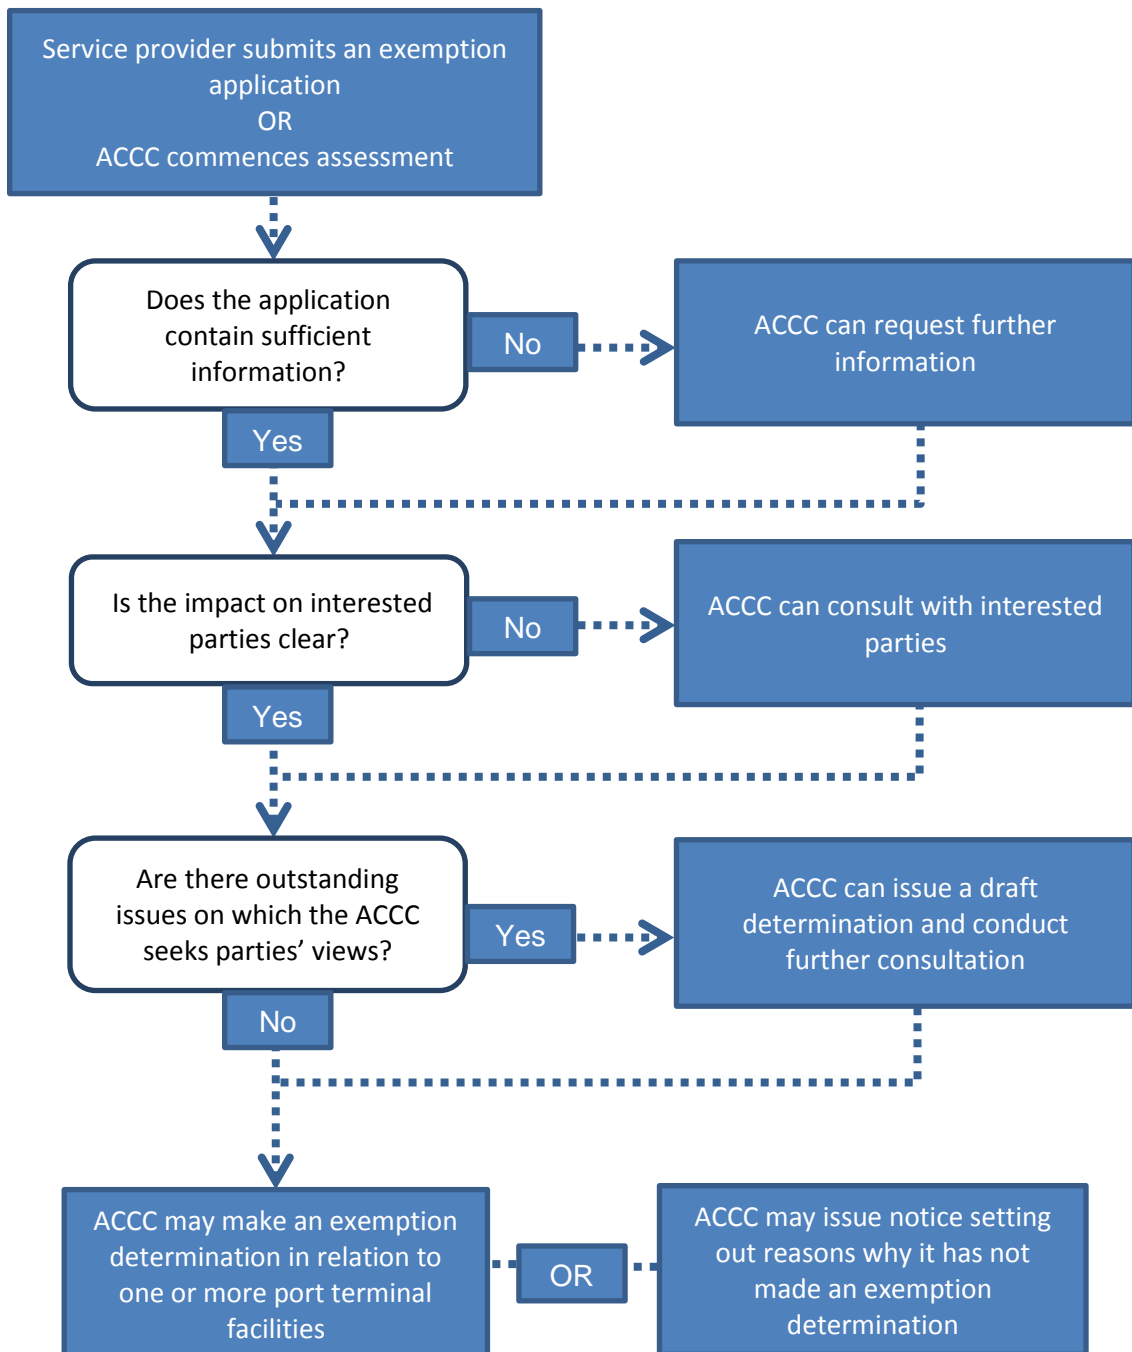 Service provider submits an exemption
application
OR
ACCC commences assessment
Does the application
contain sufficient
information?
No
ACCC can request further
information
Yes
Is the impact on interested
parties clear?
No
ACCC can consult with interested
parties
Yes
Are there outstanding
issues on which the ACCC
seeks parties’ views?
Yes
ACCC can issue a draft
determination and conduct
further consultation
No
ACCC may make an exemption
determination in relation to
one or more port terminal
facilities
OR
ACCC may issue notice setting
out reasons why it has not
made an exemption
determination